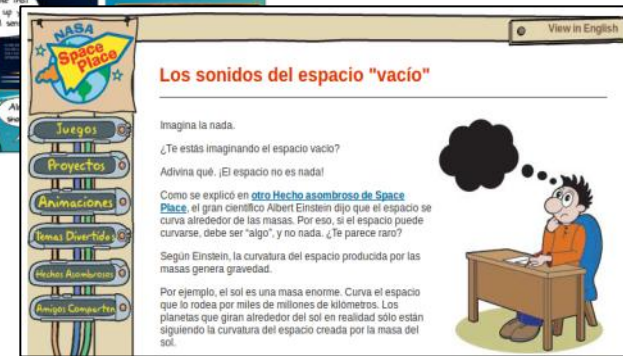 View in English
NASA
Space
Place
Los sonidos del espacio "vacío"
Juegos
Proyectos
Animaciones
Temas Divertidos
Hechos Asombrosos
Amigos Comparten
Imagina la nada.
¿Te estás imaginando el espacio vacío?
Adivina qué. ¡El espacio no es nada!
Como se explicó en otro Hecho asombroso de Space
Place, el gran científico Albert Einstein dijo que el espacio se
curva alrededor de las masas. Por eso, si el espacio puede
curvarse, debe ser "algo", y no nada. ¿Te parece raro?
Según Einstein, la curvatura del espacio producida por las
masas genera gravedad.
Por ejemplo, el sol es una masa enorme. Curva el espacio
que lo rodea por miles de millones de kilómetros. Los
planetas que giran alrededor del sol en realidad sólo están
siguiendo la curvatura del espacio creada por la masa del
sol.